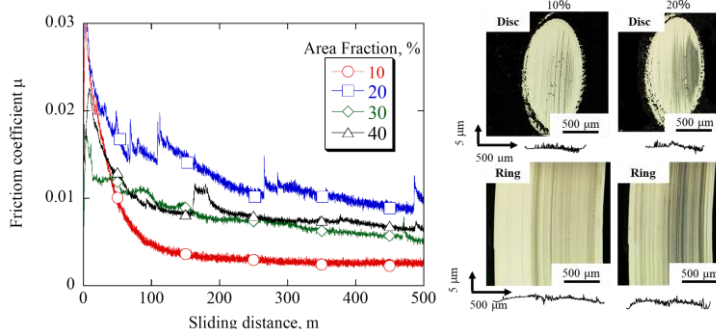 0.03
0.02
0.01
0
Frictiom coefficient μ
0 100 200 300 400 500
Sliding distance, m
Area Fraction, %
10
20
30
40
10% 20%
Disc Disc
500 μm 500 μm
5 μm
500 μm
Ring Ring
500 μm 500 μm
5 μm
500 μm